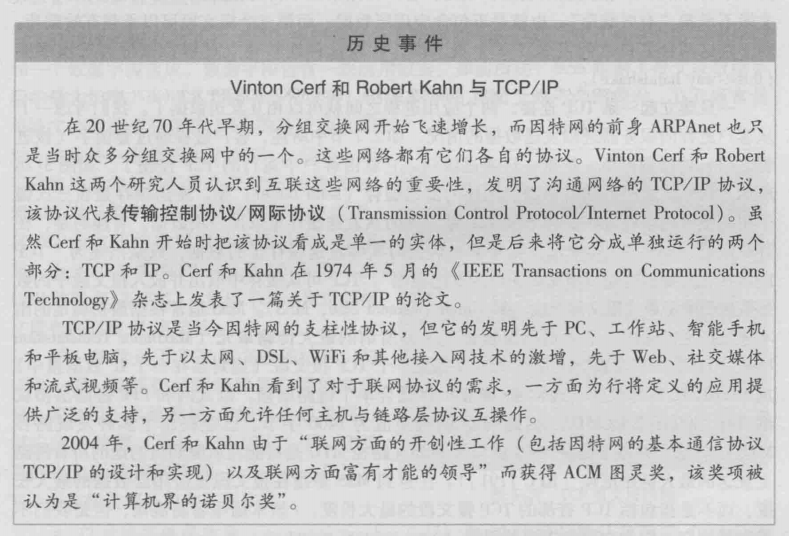 历史事件
Vinton Cerf 和 Robert Kahn 与 TCP/IP
在 20 世纪 70 年代早期，分组交换网开始飞速增长，而因特网的前身 ARPAnet 也只
是当时众多分组交换网中的一个。这些网络都有它们各自的协议。Vinton Cerf 和 Robert
Kahn 这两个研究人员认识到互联这些网络的重要性，发明了沟通网络的 TCP/IP 协议，
该协议代表传输控制协议/网际协议（Transmission Control Protocol/Internet Protocol）。虽
然 Cerf 和 Kahn 开始时把该协议看成是单一的实体，但是后来将它分成单独运行的两个
部分：TCP 和 IP。Cerf 和 Kahn 在 1974 年 5 月的《IEEE Transactions on Communications
Technology》杂志上发表了一篇关于 TCP/IP 的论文。
TCP/IP 协议是当今因特网的支柱性协议，但它的发明先于 PC、工作站、智能手机
和平板电脑，先于以太网、DSL、WiFi 和其他接入网技术的激增，先于 Web、社交媒体
和流式视频等。Cerf 和 Kahn 看到了对于联网协议的需求，一方面为行将定义的应用提
供广泛的支持，另一方面允许任何主机与链路层协议互操作。
2004 年，Cerf 和 Kahn 由于“联网方面的开创性工作（包括因特网的基本通信协议
TCP/IP 的设计和实现）以及联网方面富有才能的领导”而获得 ACM 图灵奖，该奖项被
认为是“计算机界的诺贝尔奖”。